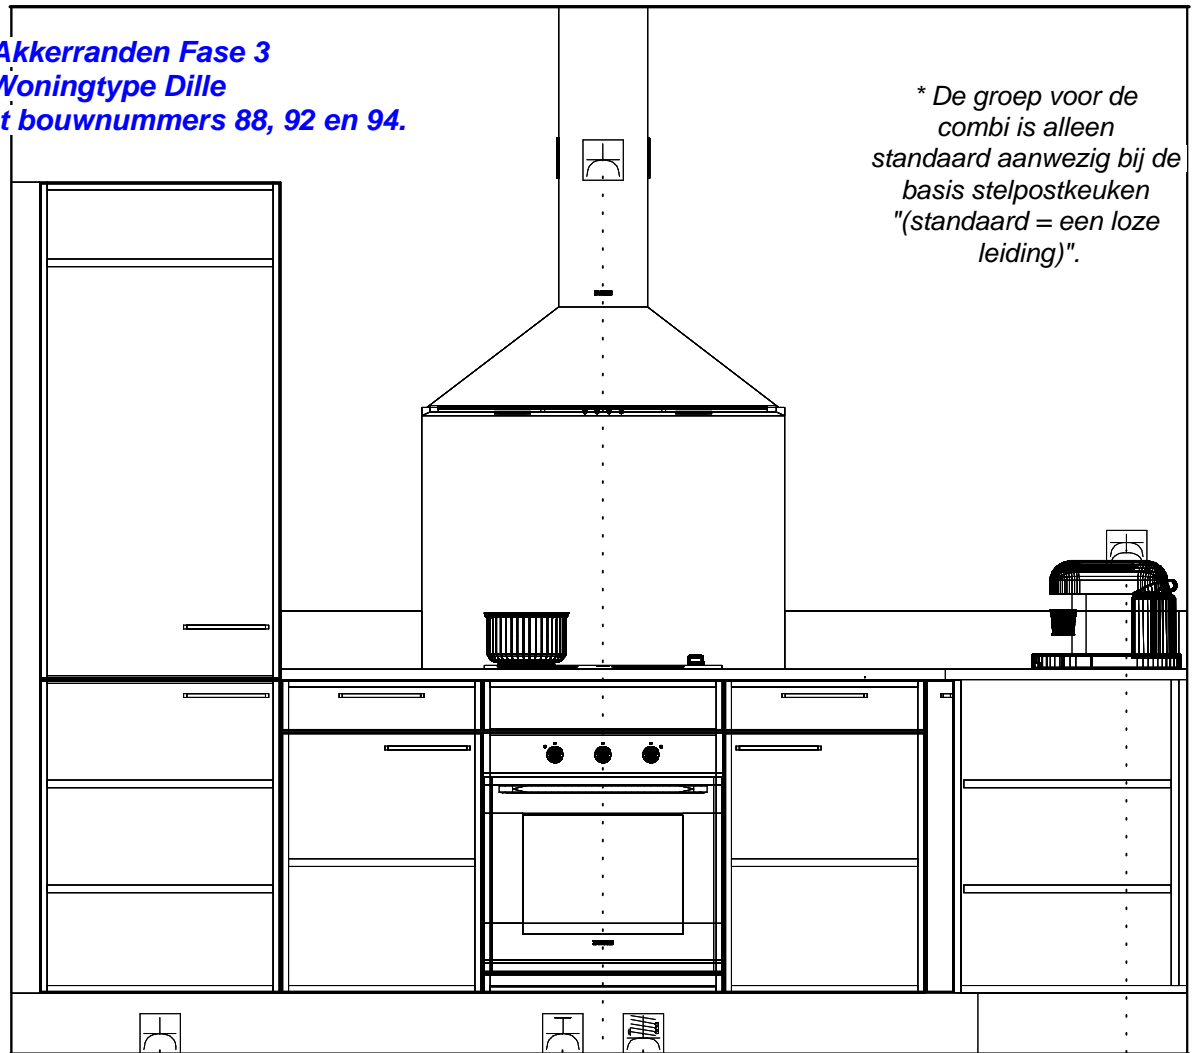 Akkerranden Fase 3
Woningtype Dille
t bouwnummers 88, 92 en 94.
* De groep voor de
combi is alleen
standaard aanwezig bij de
basis stelpostkeuken
"(standaard = een loze
leiding)".